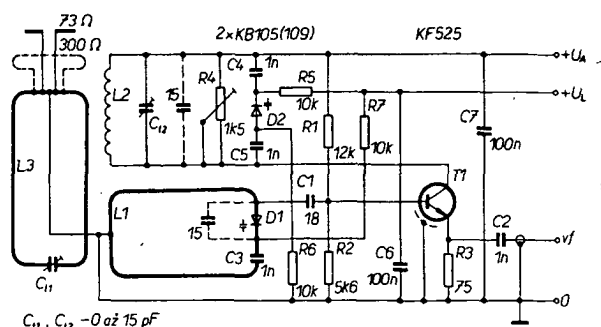 73 Ω
300 Ω
2×KB105(109)
KF525
+U_A
+U_L
C4
1n
R5
10k
R7
10k
L2
C12
15
R4
1k5
D2
R1
12k
C7
100n
C5
1n
L3
L1
15
D1
C1
18
T1
C3
1n
R6
10k
R2
5k6
C6
100n
R3
75
C2
1n
vf
0
C11
C11, C12 - 0 až 15 pF